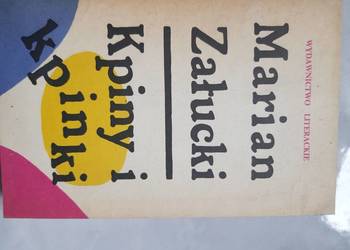 WYDAWNICTWO LITERACKIE
Marian
Załucki
Kpiny i
kpinki